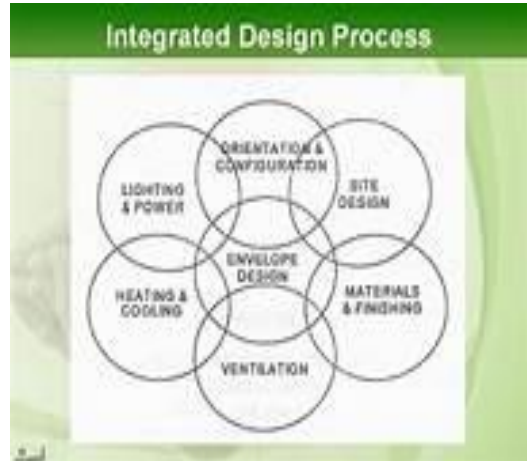 Integrated Design Process
ORIENTATION &
CONFIGURATION
LIGHTING
& POWER
SITE
DESIGN
ENVELOPE
DESIGN
HEATING &
COOLING
MATERIALS
& FINISHING
VENTILATION